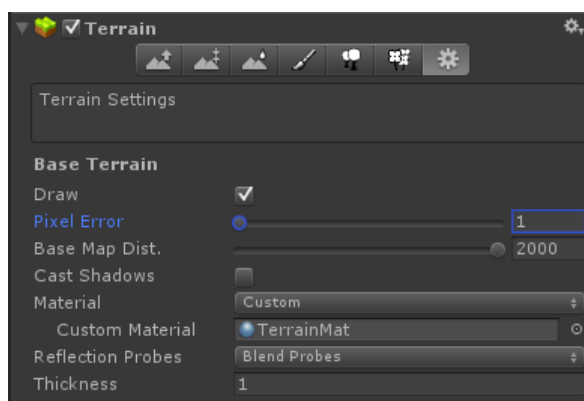 Terrain
Terrain Settings
Base Terrain
Draw
Pixel Error 1
Base Map Dist. 2000
Cast Shadows
Material Custom
Custom Material TerrainMat
Reflection Probes Blend Probes
Thickness 1